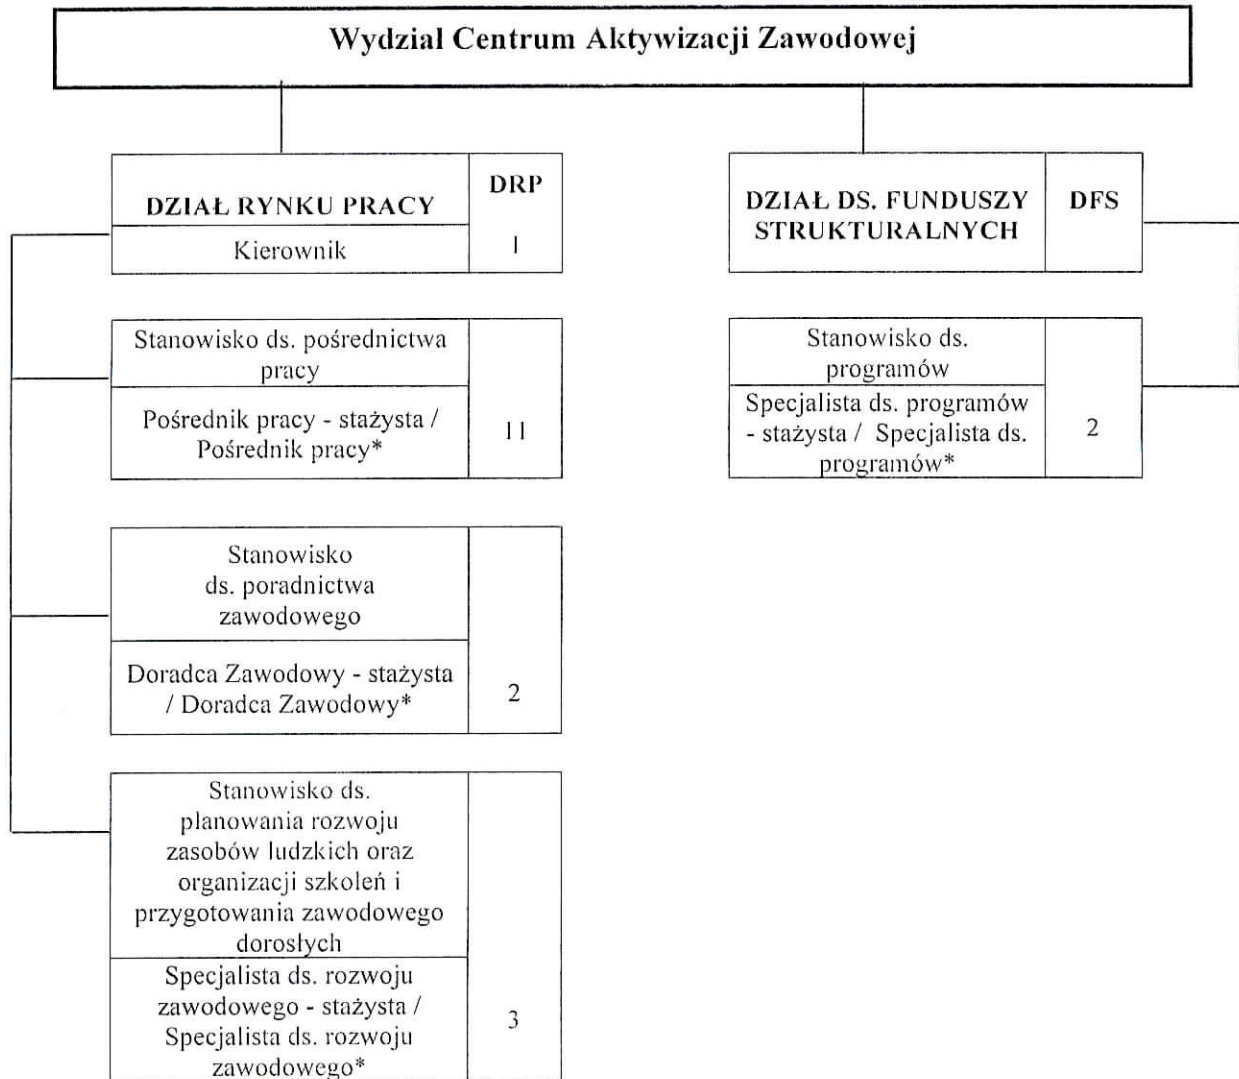 Wydział Centrum Aktywizacji Zawodowej
DZIAŁ RYNKU PRACY
DRP
Kierownik
1
Stanowisko ds. pośrednictwa
pracy
Pośrednik pracy - stażysta /
Pośrednik pracy*
11
Stanowisko
ds. poradnictwa
zawodowego
Doradca Zawodowy - stażysta
/ Doradca Zawodowy*
2
Stanowisko ds.
planowania rozwoju
zasobów ludzkich oraz
organizacji szkoleń i
przygotowania zawodowego
dorosłych
Specjalista ds. rozwoju
zawodowego - stażysta /
Specjalista ds. rozwoju
zawodowego*
3
DZIAŁ DS. FUNDUSZY
STRUKTURALNYCH
DFS
Stanowisko ds.
programów
Specjalista ds. programów
- stażysta / Specjalista ds.
programów*
2